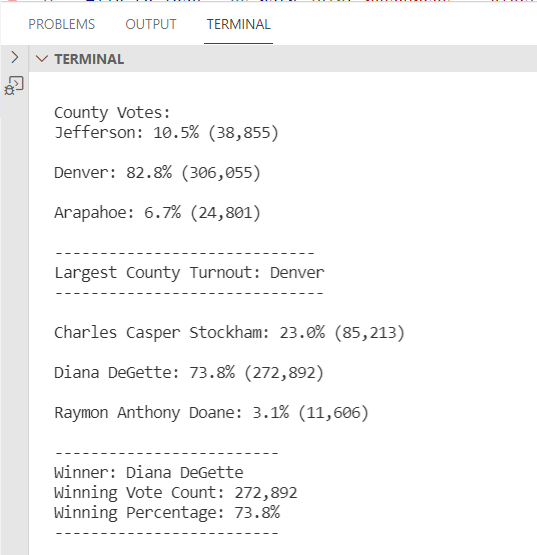 PROBLEMS OUTPUT TERMINAL
TERMINAL
County Votes:
Jefferson: 10.5% (38,855)
Denver: 82.8% (306,055)
Arapahoe: 6.7% (24,801)
-----------------------------
Largest County Turnout: Denver
------------------------------
Charles Casper Stockham: 23.0% (85,213)
Diana DeGette: 73.8% (272,892)
Raymon Anthony Doane: 3.1% (11,606)
-------------------------
Winner: Diana DeGette
Winning Vote Count: 272,892
Winning Percentage: 73.8%
-------------------------